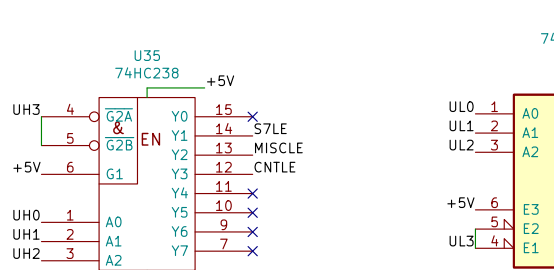 U35
74HC238
+5V
UH3 4 G2A Y0 15
& Y1 14 S7LE
5 G2B EN Y2 13 MISCLE
+5V 6 G1 Y3 12 CNTLE
Y4 11
UH0 1 A0 Y5 10
UH1 2 A1 Y6 9
UH2 3 A2 Y7 7
74
UL0 1 A0
UL1 2 A1
UL2 3 A2
+5V 6 E3
5 E2
UL3 4 E1